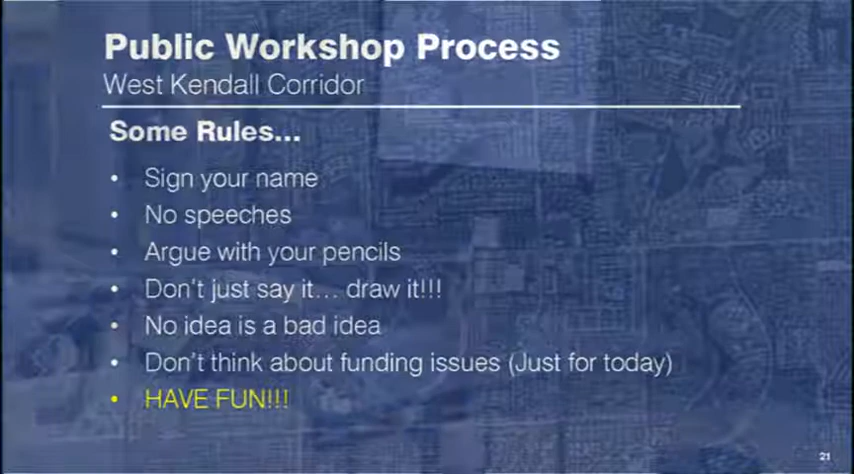 Public Workshop Process
West Kendall Corridor
Some Rules...
• Sign your name
• No speeches
• Argue with your pencils
• Don't just say it... draw it!!!
• No idea is a bad idea
• Don't think about funding issues (Just for today)
• HAVE FUN!!!
21